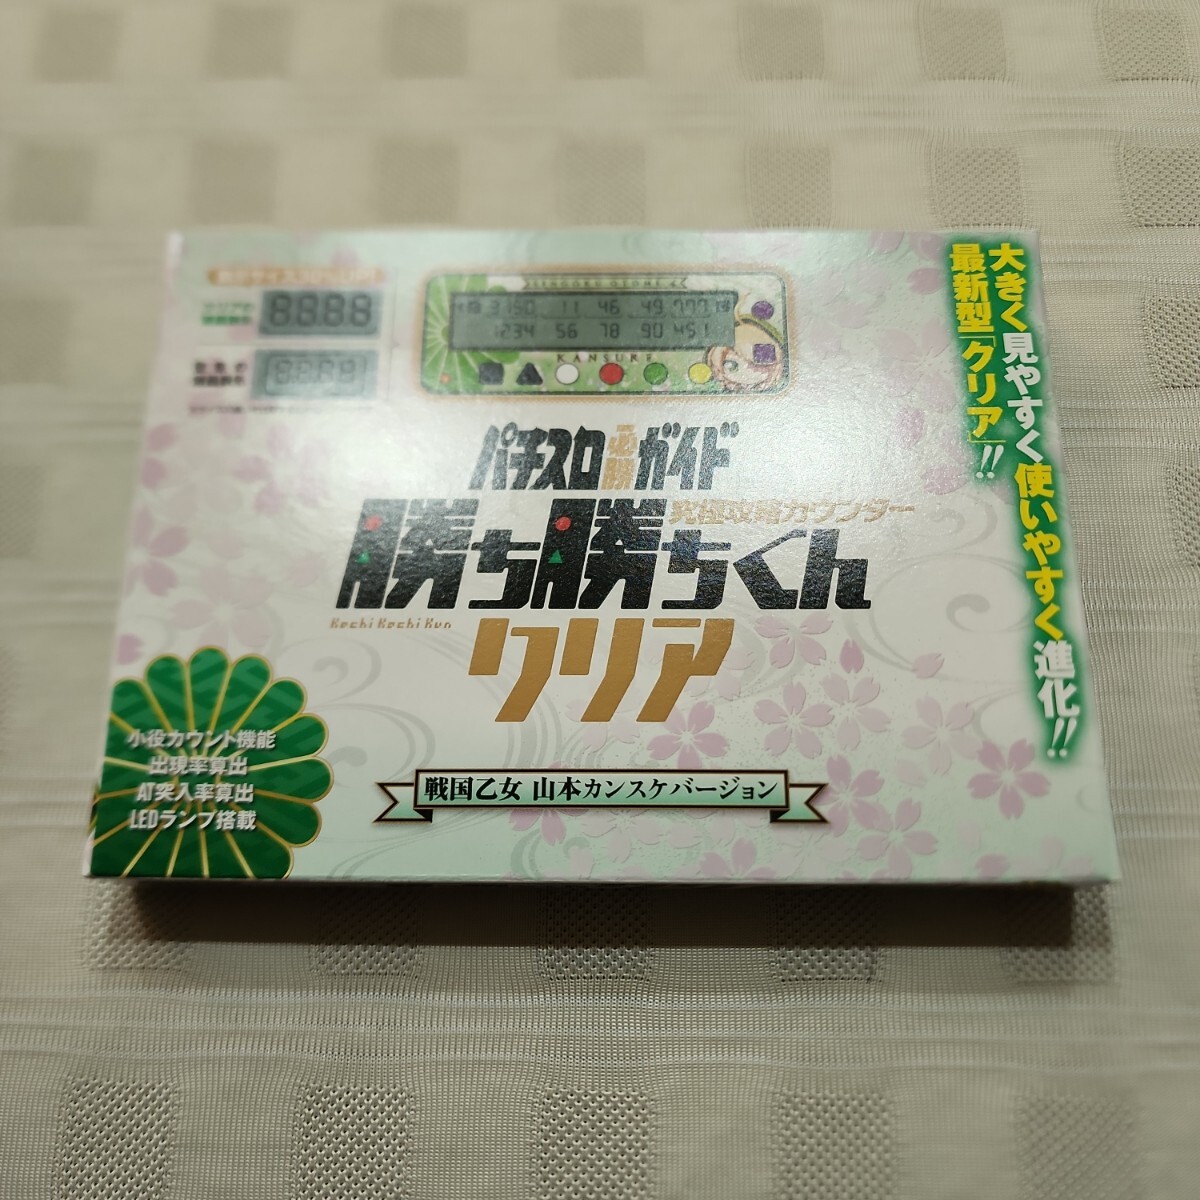 8888
8888
SENGOKU OTOME
3150 11 46 49 777
1234 56 78 90 451
KANSUKE
大きく見やすく使いやすく進化!!
最新型「クリア」!!
パチスロ必勝ガイド
究極攻略カウンター
勝ち勝ちくん
Kachi Kachi Kun
クリア
小役カウント機能
出現率算出
AT突入率算出
LEDランプ搭載
戦国乙女 山本カンスケバージョン